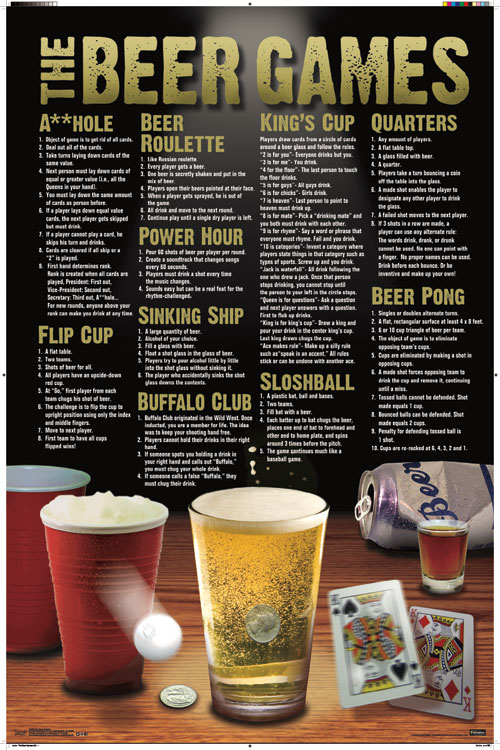 THE BEER GAMES
A**HOLE
1. Object of game is to get rid of all cards.
2. Deal out all of the cards.
3. Take turns laying down cards of the
same value.
4. Next person must lay down cards of
equal or greater value (i.e., all the
Queens in your hand).
5. You must lay down the same amount
of cards as person before.
6. If a player lays down equal value
cards, the next player gets skipped
but must drink.
7. If a player cannot play a card, he
skips his turn and drinks.
8. Cards are cleared if all skip or a
"2" is played.
9. First hand determines rank.
Rank is created when all cards are
played, President: First out,
Vice-President: Second out,
Secretary: Third out, A**hole...
For new rounds, anyone above your
rank can make you drink at any time.
FLIP CUP
1. A flat table.
2. Two teams.
3. Shots of beer for all.
4. All players have an upside-down
red cup.
5. At "Go," first player from each
team chugs his shot of beer.
6. The challenge is to flip the cup to
upright position using only the index
and middle fingers.
7. Move to next player.
8. First team to have all cups
flipped wins!
BEER
ROULETTE
1. Like Russian roulette.
2. Every player gets a beer.
3. One beer is secretly shaken and put in the
mix of beer.
4. Players open their beers pointed at their face.
5. When a player gets sprayed, he is out of
the game.
6. All drink and move to the next round.
7. Continue play until a single dry player is left.
POWER HOUR
1. Pour 60 shots of beer per player per round.
2. Create a soundtrack that changes songs
every 60 seconds.
3. Players must drink a shot every time
the music changes.
4. Sounds easy but can be a real feat for the
rhythm-challenged.
SINKING SHIP
1. A large quantity of beer.
2. Alcohol of your choice.
3. Fill a glass with beer.
4. Float a shot glass in the glass of beer.
5. Players try to pour alcohol little by little
into the shot glass without sinking it.
6. The player who accidentally sinks the shot
glass downs the contents.
BUFFALO CLUB
1. Buffalo Club originated in the Wild West. Once
inducted, you are a member for life. The idea
was to keep your shooting hand free.
2. Players cannot hold their drinks in their right
hand.
3. If someone spots you holding a drink in
your right hand and calls out "Buffalo,"
you must chug your whole drink.
4. If someone calls a false "Buffalo," they
must chug their drink.
KING'S CUP
Players draw cards from a circle of cards
around a beer glass and follow the rules.
"2 is for you"- Everyone drinks but you.
"3 is for me"- You drink.
"4 for the floor"- The last person to touch
the floor drinks.
"5 is for guys"- All guys drink.
"6 is for chicks"- Girls drink.
"7 is heaven"- Last person to point to
heaven must drink up.
"8 is for mate"- Pick a "drinking mate" and
you both must drink with each other.
"9 is for rhyme"- Say a word or phrase that
everyone must rhyme. Fail and you drink.
"10 is categories"- Invent a category where
players state things in that category such as
types of sports. Screw up and you drink.
"Jack is waterfall"- All drink following the
one who drew a jack. Once that person
stops drinking, you cannot stop until
the person to your left in the circle stops.
"Queen is for questions"- Ask a question
and next player answers with a question.
First to flub up drinks.
"King is for king's cup"- Draw a king and
pour your drink in the center king's cup.
Last king drawn chugs the cup.
"Ace makes rule"- Make up a silly rule
such as"speak in an accent." All rules
stick or can be undone with another ace.
SLOSHBALL
1. A plastic bat, ball and bases.
2. Two teams.
3. Fill bat with a beer.
4. Each batter up to bat chugs the beer,
places one end of bat to forehead and
other end to home plate, and spins
around 3 times before the pitch.
5. The game continues much like a
baseball game.
QUARTERS
1. Any amount of players.
2. A flat table top.
3. A glass filled with beer.
4. A quarter.
5. Players take a turn bouncing a coin
off the table into the glass.
6. A made shot enables the player to
designate any other player to drink
the glass.
7. A failed shot moves to the next player.
8. If 3 shots in a row are made, a
player can use any alternate rule:
The words drink, drank, or drunk
cannot be used. No one can point with
a finger. No proper names can be used.
Drink before each bounce. Or be
inventive and make up your own!
BEER PONG
1. Singles or doubles alternate turns.
2. A flat, rectangular surface at least 4 x 8 feet.
3. 6 or 10 cup triangle of beer per team.
4. The object of game is to eliminate
opposing team's cups.
5. Cups are eliminated by making a shot in
opposing cups.
6. A made shot forces opposing team to
drink the cup and remove it, continuing
until a miss.
7. Tossed balls cannot be defended. Shot
made equals 1 cup.
8. Bounced balls can be defended. Shot
made equals 2 cups.
9. Penalty for defending tossed ball is
1 shot.
10. Cups are re-racked at 6, 4, 3, 2 and 1.
Beer
K
K